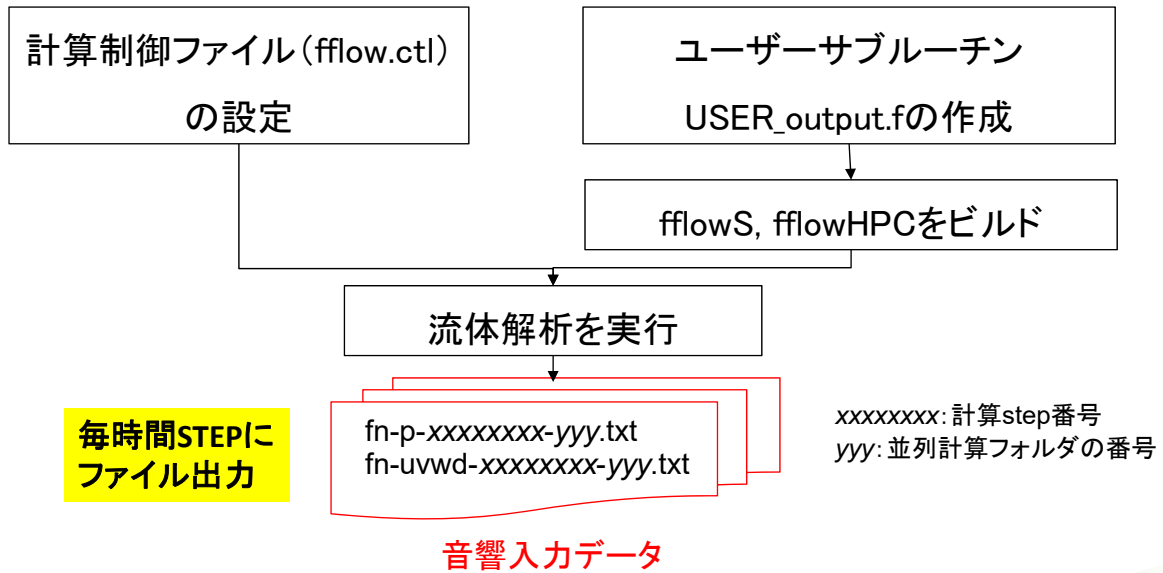 計算制御ファイル(fflow.ctl)
の設定
ユーザーサブルーチン
USER_output.fの作成
fflowS, fflowHPCをビルド
流体解析を実行
毎時間STEPに
ファイル出力
fn-p-xxxxxxxx-yyy.txt
fn-uvwd-xxxxxxxx-yyy.txt
xxxxxxxx:計算step番号
yyy:並列計算フォルダの番号
音響入力データ